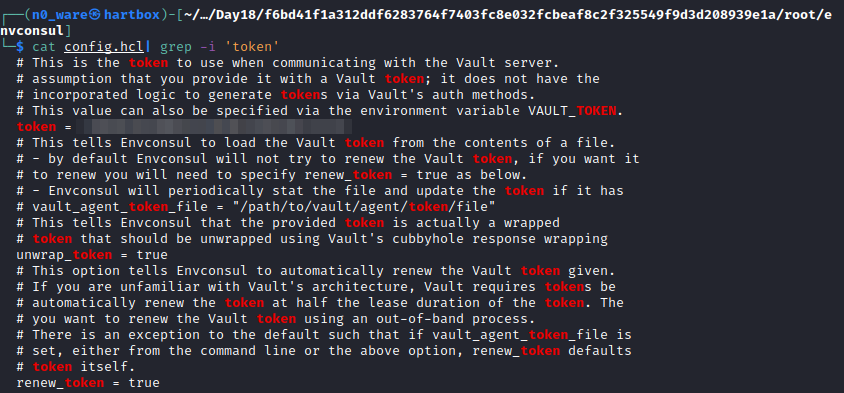 ┌──(n0_ware㉿hartbox)-[~/…/Day18/f6bd41f1a312ddf6283764f7403fc8e032fcbeaf8c2f325549f9d3d208939e1a/root/e
nvconsul]
└─$ cat config.hcl| grep -i 'token'
# This is the token to use when communicating with the Vault server.
# assumption that you provide it with a Vault token; it does not have the
# incorporated logic to generate tokens via Vault's auth methods.
# This value can also be specified via the environment variable VAULT_TOKEN.
token =
# This tells Envconsul to load the Vault token from the contents of a file.
# - by default Envconsul will not try to renew the Vault token, if you want it
# to renew you will need to specify renew_token = true as below.
# - Envconsul will periodically stat the file and update the token if it has
# vault_agent_token_file = "/path/to/vault/agent/token/file"
# This tells Envconsul that the provided token is actually a wrapped
# token that should be unwrapped using Vault's cubbyhole response wrapping
unwrap_token = true
# This option tells Envconsul to automatically renew the Vault token given.
# If you are unfamiliar with Vault's architecture, Vault requires tokens be
# automatically renew the token at half the lease duration of the token. The
# you want to renew the Vault token using an out-of-band process.
# There is an exception to the default such that if vault_agent_token_file is
# set, either from the command line or the above option, renew_token defaults
# token itself.
renew_token = true